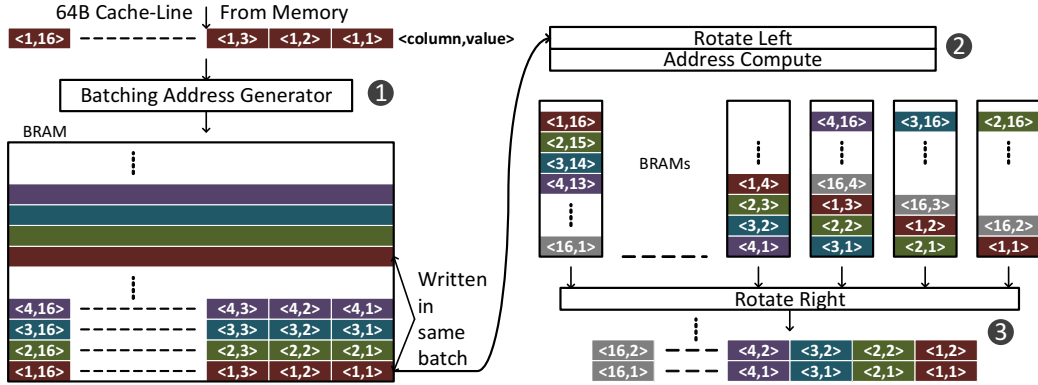 64B Cache-Line From Memory
<1,16> <1,3> <1,2> <1,1> <column,value>
Batching Address Generator 1
BRAM
<4,16> <4,3> <4,2> <4,1>
<3,16> <3,3> <3,2> <3,1>
<2,16> <2,3> <2,2> <2,1>
<1,16> <1,3> <1,2> <1,1>
Written
in
same
batch
Rotate Left 2
Address Compute
<1,16> <4,16> <3,16> <2,16>
<2,15>
<3,14> BRAMs
<4,13> <1,4> <16,4>
<2,3> <1,3> <16,3>
<3,2> <2,2> <1,2> <16,2>
<16,1> <4,1> <3,1> <2,1> <1,1>
Rotate Right
3
<16,2> <4,2> <3,2> <2,2> <1,2>
<16,1> <4,1> <3,1> <2,1> <1,1>